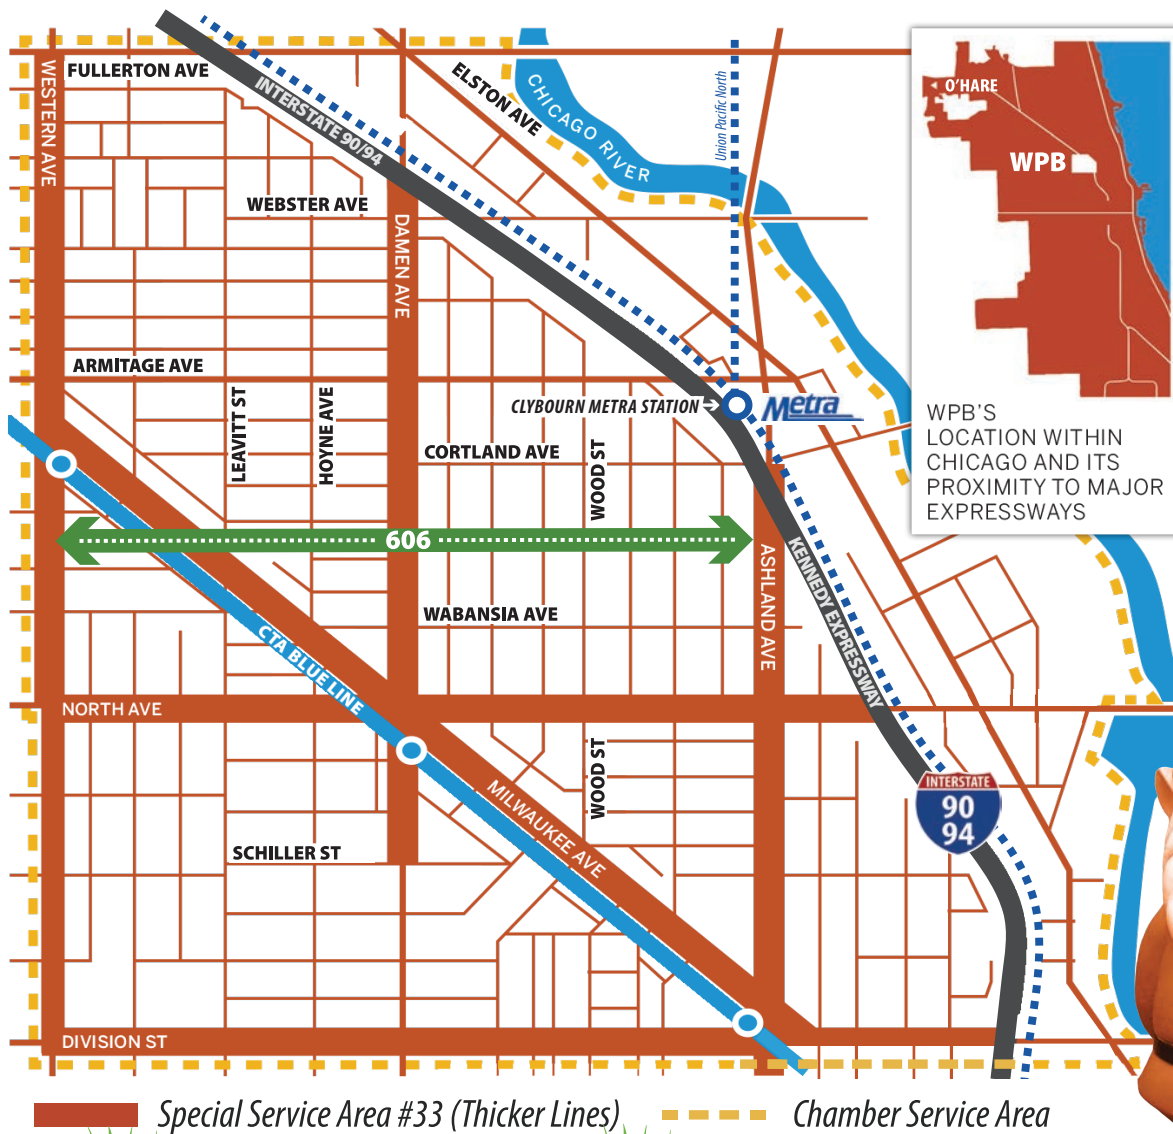 FULLERTON AVE
WESTERN AVE
INTERSTATE 90/94
ELSTON AVE
CHICAGO RIVER
Union Pacific North
O'HARE
WPB
WEBSTER AVE
DAMEN AVE
ARMITAGE AVE
LEAVITT ST
HOYNE AVE
CLYBOURN METRA STATION
Metra
WPB'S
LOCATION WITHIN
CHICAGO AND ITS
PROXIMITY TO MAJOR
EXPRESSWAYS
CORTLAND AVE
WOOD ST
606
ASHLAND AVE
KENNEDY EXPRESSWAY
WABANSIA AVE
CTA BLUE LINE
NORTH AVE
WOOD ST
MILWAUKEE AVE
INTERSTATE
90
94
SCHILLER ST
DIVISION ST
Special Service Area #33 (Thicker Lines)
Chamber Service Area